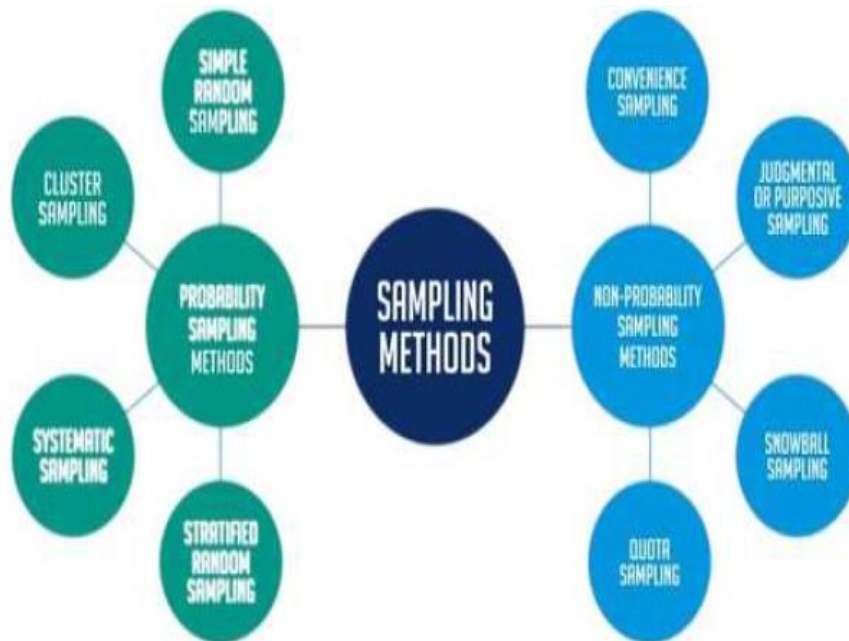 SIMPLE
RANDOM
SAMPLING
CLUSTER
SAMPLING
PROBABILITY
SAMPLING
METHODS
SYSTEMATIC
SAMPLING
STRATIFIED
RANDOM
SAMPLING
SAMPLING
METHODS
CONVENIENCE
SAMPLING
JUDGMENTAL
OR PURPOSIVE
SAMPLING
NON-PROBABILITY
SAMPLING
METHODS
SNOWBALL
SAMPLING
QUOTA
SAMPLING